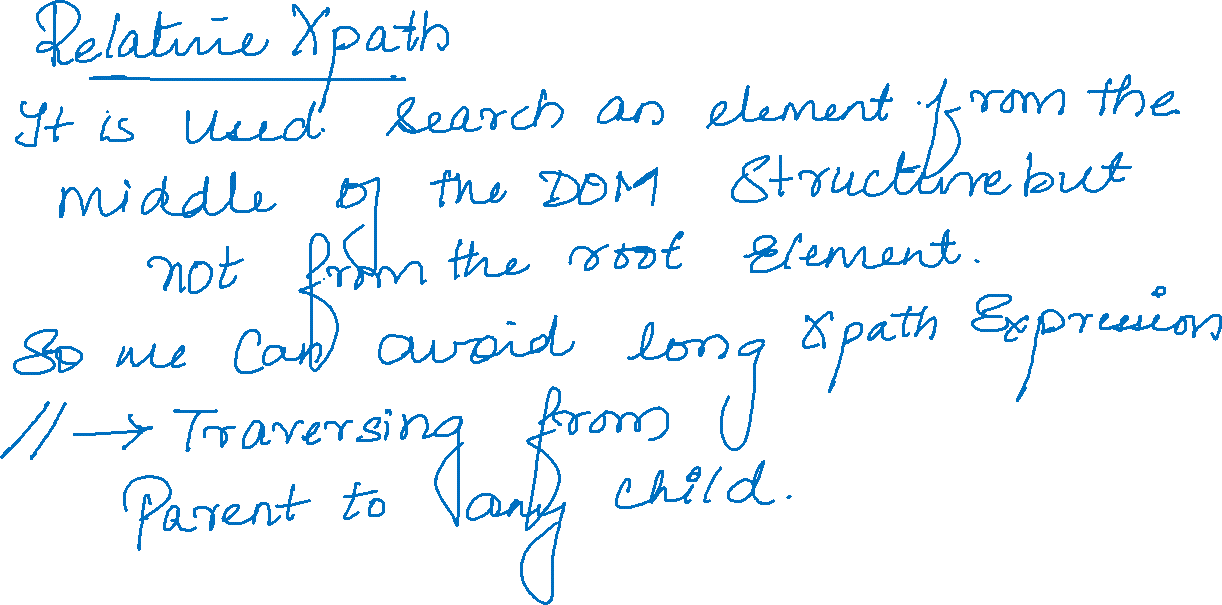 Relative Xpath
It is Used search an element from the
middle of the DOM Structure but
not from the root Element.
So we Can avoid long Xpath Expression
// → Traversing from
Parent to any child.